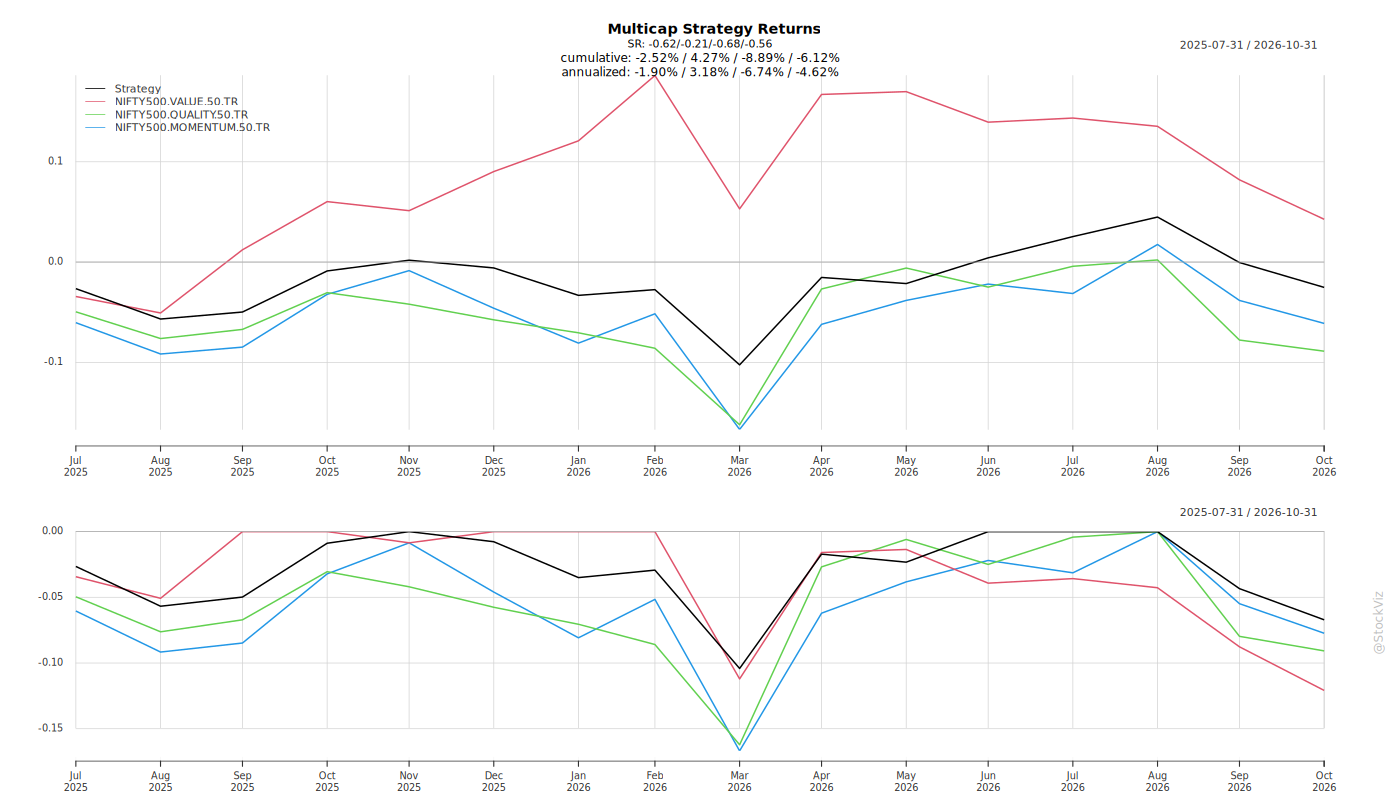 Multicap Strategy Returns
SR: -0.62/-0.21/-0.68/-0.56
cumulative: -2.52% / 4.27% / -8.89% / -6.12%
annualized: -1.90% / 3.18% / -6.74% / -4.62%
2025-07-31 / 2026-10-31
Strategy
NIFTY500.VALUE.50.TR
NIFTY500.QUALITY.50.TR
NIFTY500.MOMENTUM.50.TR
0.1
0.0
-0.1
Jul Aug Sep Oct Nov Dec Jan Feb Mar Apr May Jun Jul Aug Sep Oct
2025 2025 2025 2025 2025 2025 2026 2026 2026 2026 2026 2026 2026 2026 2026 2026
2025-07-31 / 2026-10-31
0.00
-0.05
-0.10
-0.15
Jul Aug Sep Oct Nov Dec Jan Feb Mar Apr May Jun Jul Aug Sep Oct
2025 2025 2025 2025 2025 2025 2026 2026 2026 2026 2026 2026 2026 2026 2026 2026
@StockViz